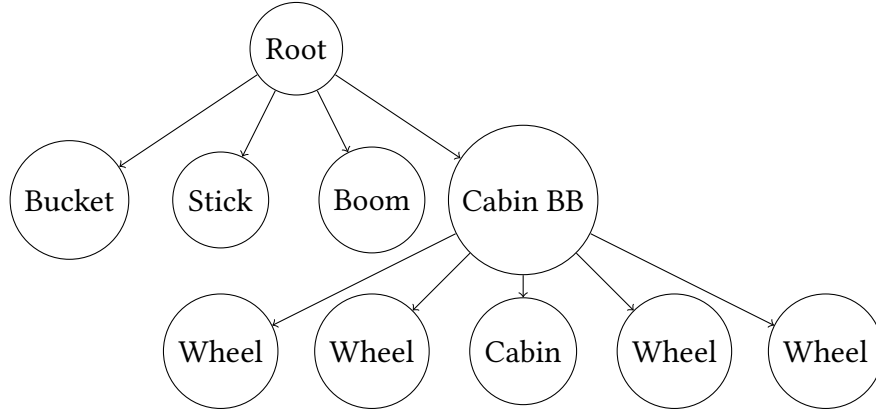 Root
Bucket
Stick
Boom
Cabin BB
Wheel
Wheel
Cabin
Wheel
Wheel